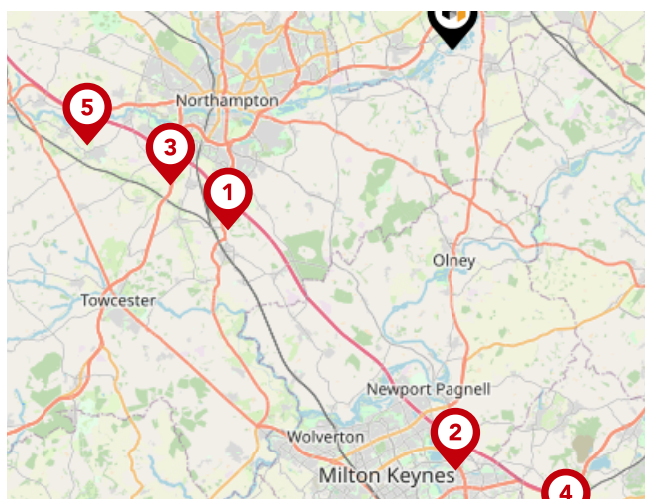 5
Northampton
3
1
Olney
Towcester
Newport Pagnell
2
Wolverton
Milton Keynes
4